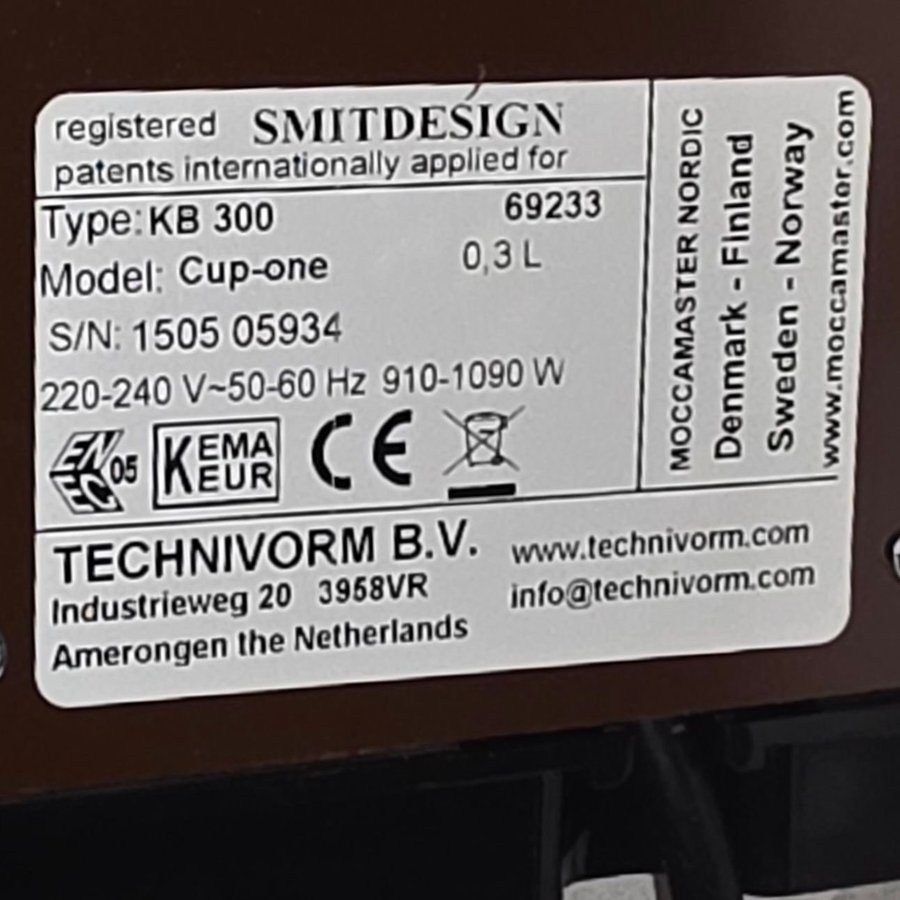 registered SMITDESIGN
patents internationally applied for
Type: KB 300 69233
Model: Cup-one 0,3 L
S/N: 1505 05934
220-240 V~50-60 Hz 910-1090 W
EN EC 05 KEMA EUR CE
MOCCAMASTER NORDIC
Denmark - Finland
Sweden - Norway
www.moccamaster.com
TECHNIVORM B.V. www.technivorm.com
Industrieweg 20 3958VR info@technivorm.com
Amerongen the Netherlands